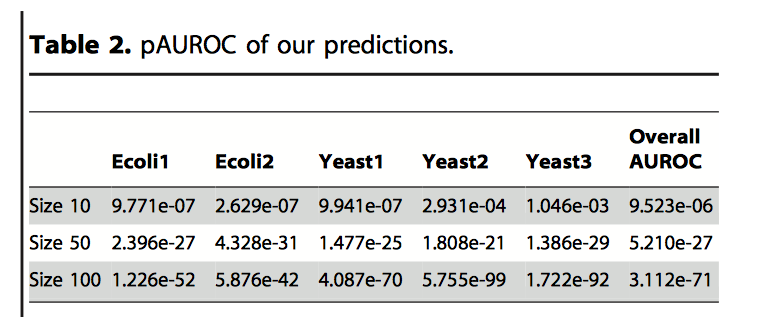 Table 2. pAUROC of our predictions.
Overall
Ecoli1 Ecoli2 Yeast1 Yeast2 Yeast3 AUROC
Size 10 9.771e-07 2.629e-07 9.941e-07 2.931e-04 1.046e-03 9.523e-06
Size 50 2.396e-27 4.328e-31 1.477e-25 1.808e-21 1.386e-29 5.210e-27
Size 100 1.226e-52 5.876e-42 4.087e-70 5.755e-99 1.722e-92 3.112e-71